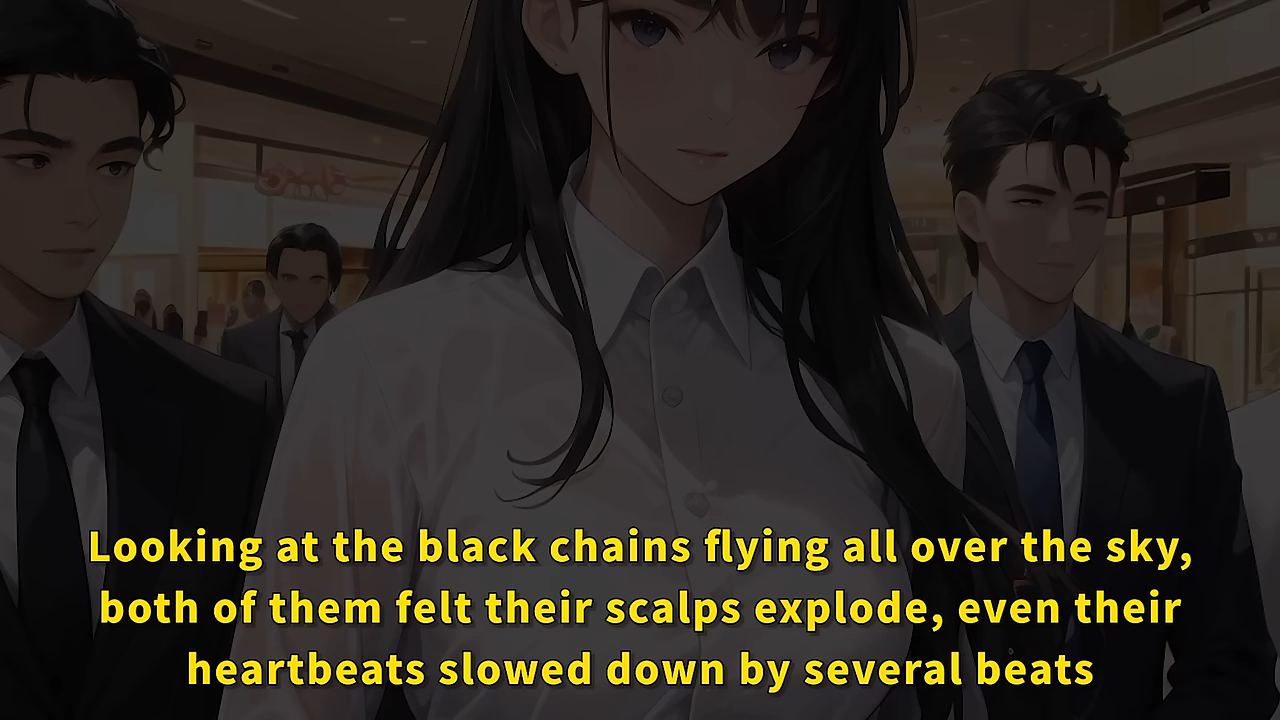 Looking at the black chains flying all over the sky,
both of them felt their scalps explode, even their
heartbeats slowed down by several beats